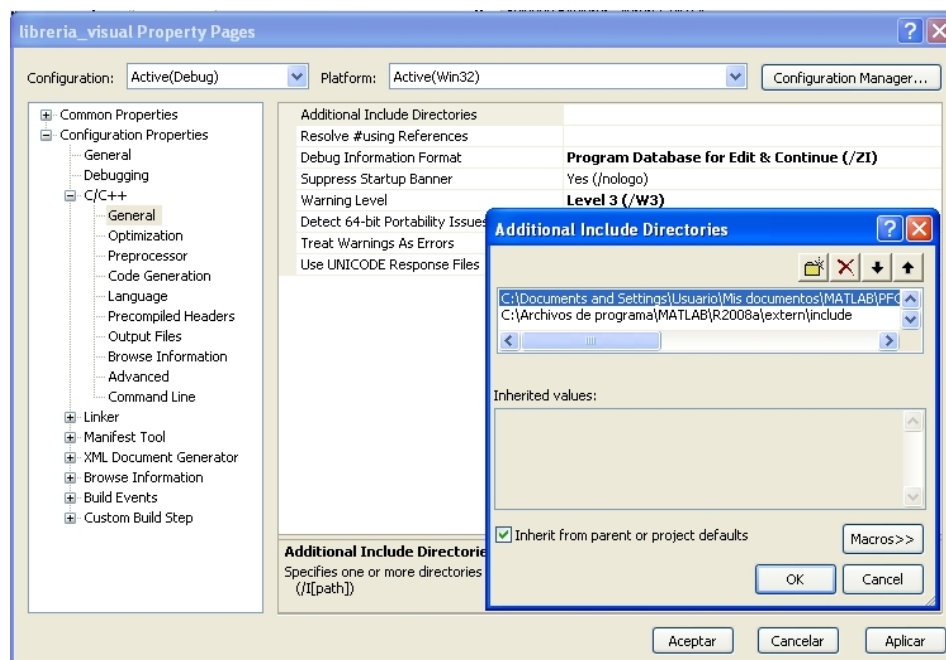 libreria_visual Property Pages
Configuration: Active(Debug) Platform: Active(Win32) Configuration Manager...
Common Properties
Configuration Properties
General
Debugging
C/C++
General
Optimization
Preprocessor
Code Generation
Language
Precompiled Headers
Output Files
Browse Information
Advanced
Command Line
Linker
Manifest Tool
XML Document Generator
Browse Information
Build Events
Custom Build Step
Additional Include Directories
Resolve #using References
Debug Information Format Program Database for Edit & Continue (/ZI)
Suppress Startup Banner Yes (/nologo)
Warning Level Level 3 (/W3)
Detect 64-bit Portability Issues
Treat Warnings As Errors
Use UNICODE Response Files
Additional Include Directories
C:\Documents and Settings\Usuario\Mis documentos\MATLAB\PFC
C:\Archivos de programa\MATLAB\R2008a\extern\include
Inherited values:
Inherit from parent or project defaults
Macros>>
OK Cancel
Additional Include Directorie
Specifies one or more directories
(/I[path])
Aceptar Cancelar Aplicar